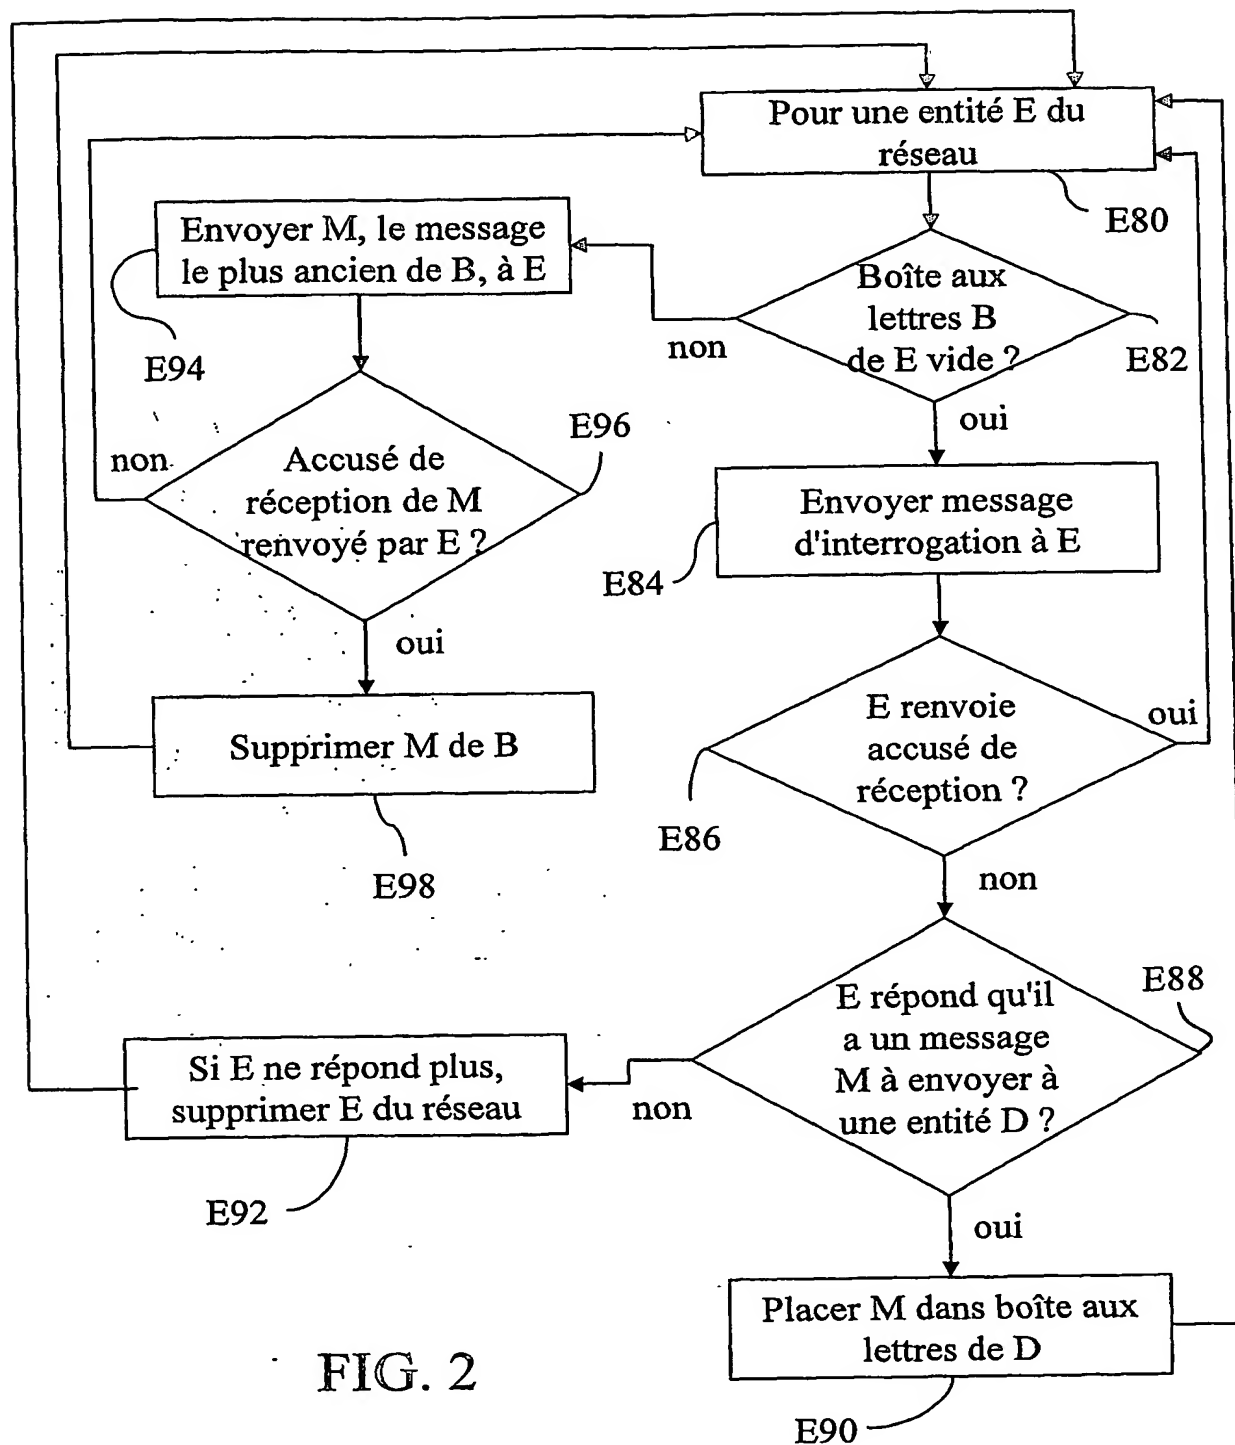 Pour une entité E du
réseau
E80
Boîte aux
lettres B
de E vide ?
E82
non
oui
Envoyer M, le message
le plus ancien de B, à E
E94
Accusé de
réception de M
renvoyé par E ?
E96
non
oui
Supprimer M de B
E98
Envoyer message
d'interrogation à E
E84
E renvoie
accusé de
réception ?
E86
oui
non
E répond qu'il
a un message
M à envoyer à
une entité D ?
E88
non
oui
Si E ne répond plus,
supprimer E du réseau
E92
Placer M dans boîte aux
lettres de D
E90
FIG. 2